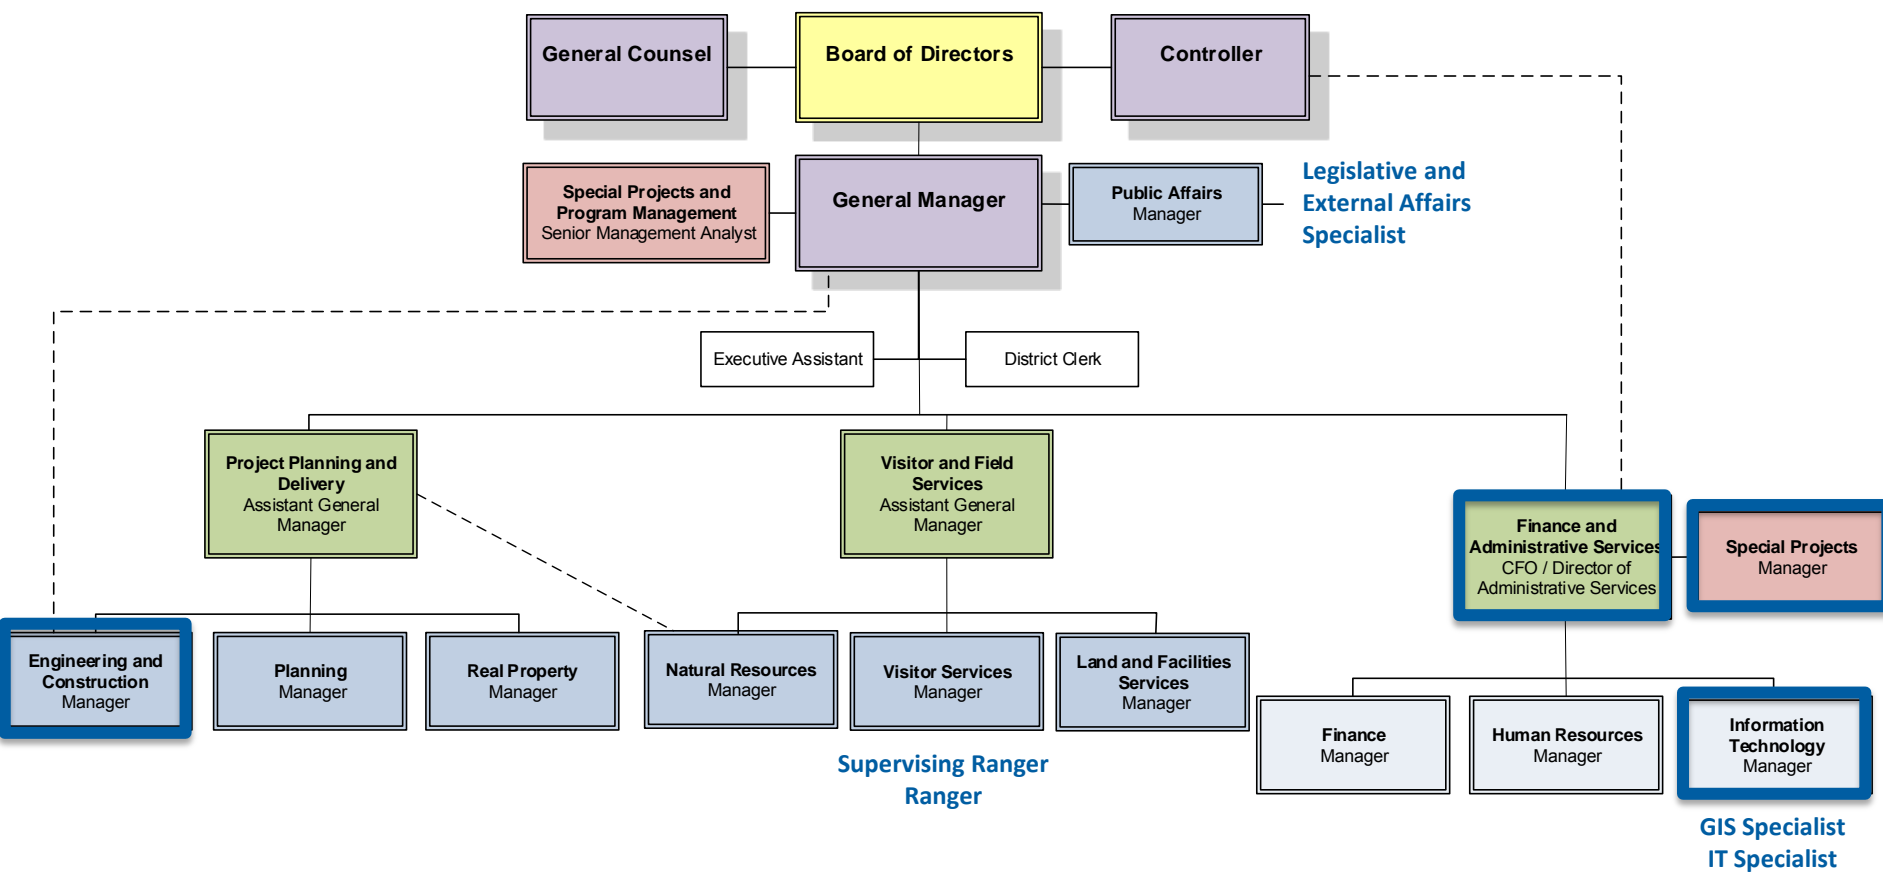 General Counsel
Board of Directors
Controller
Special Projects and
Program Management
Senior Management Analyst
General Manager
Public Affairs
Manager
Legislative and
External Affairs
Specialist
Executive Assistant
District Clerk
Project Planning and
Delivery
Assistant General
Manager
Visitor and Field
Services
Assistant General
Manager
Finance and
Administrative Services
CFO / Director of
Administrative Services
Special Projects
Manager
Engineering and
Construction
Manager
Planning
Manager
Real Property
Manager
Natural Resources
Manager
Visitor Services
Manager
Land and Facilities
Services
Manager
Finance
Manager
Human Resources
Manager
Information
Technology
Manager
Supervising Ranger
Ranger
GIS Specialist
IT Specialist